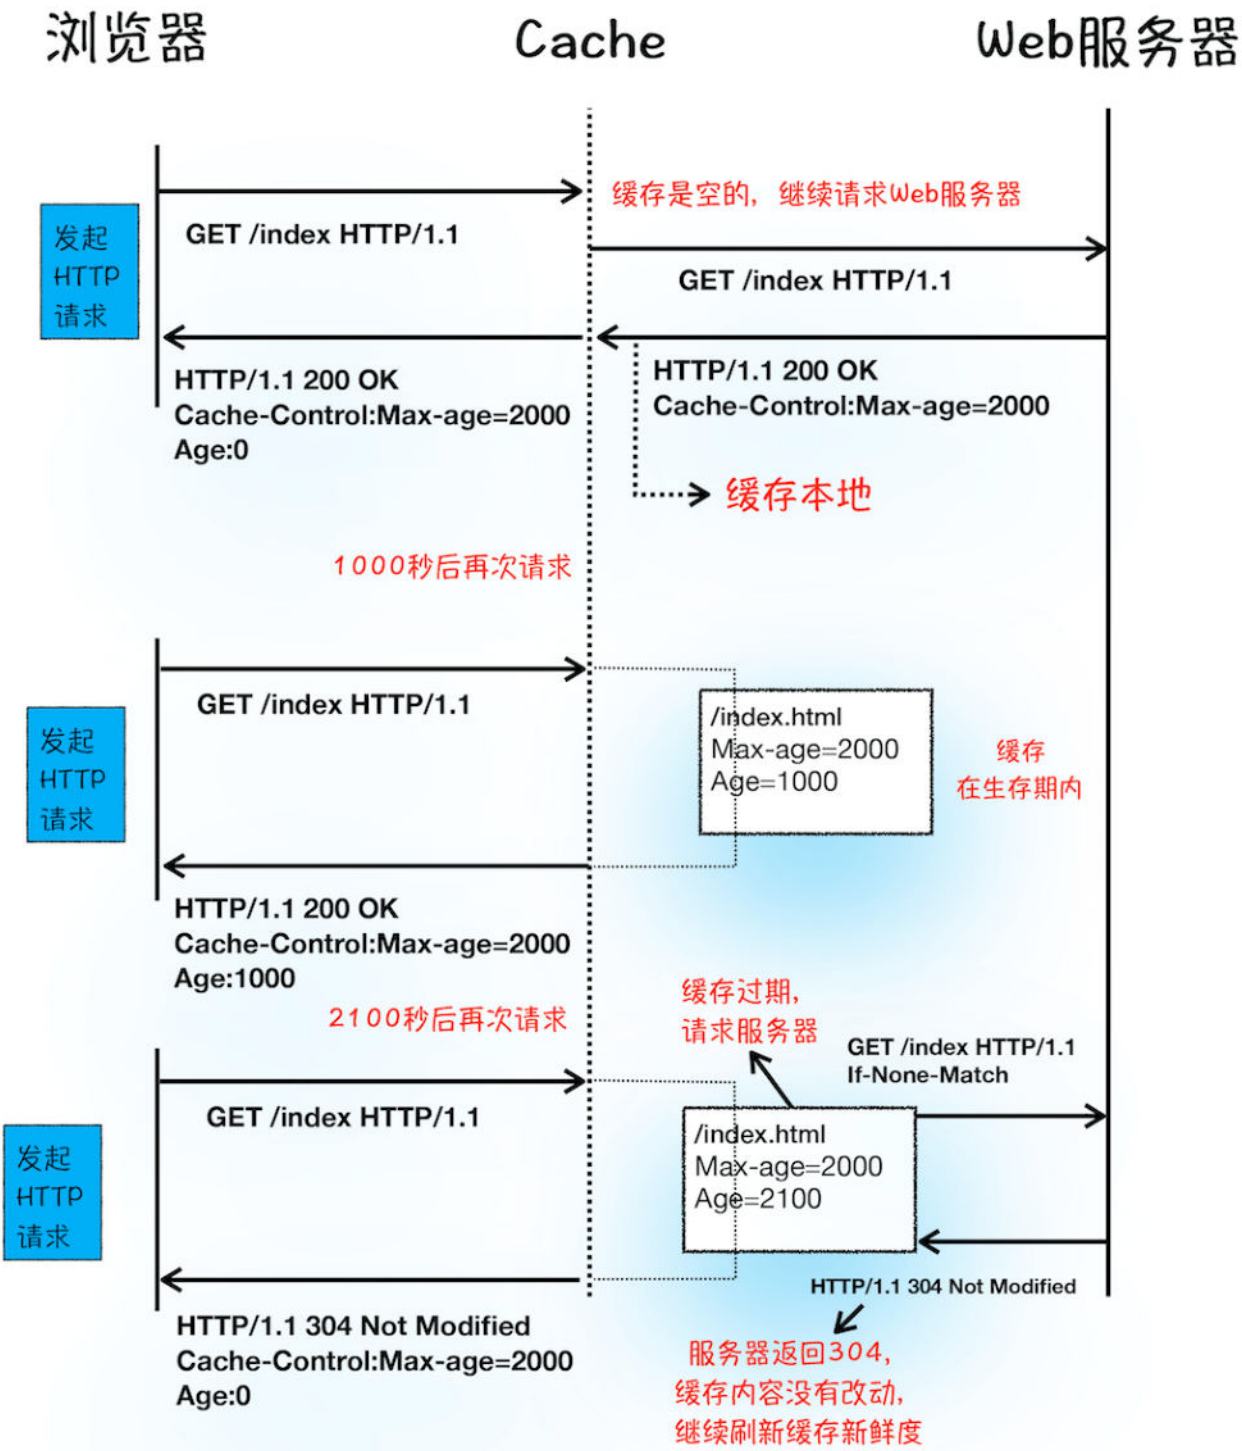 浏览器
Cache
Web服务器
发起
HTTP
请求
GET /index HTTP/1.1
缓存是空的，继续请求Web服务器
GET /index HTTP/1.1
HTTP/1.1 200 OK
Cache-Control:Max-age=2000
HTTP/1.1 200 OK
Cache-Control:Max-age=2000
Age:0
缓存本地
1000秒后再次请求
发起
HTTP
请求
GET /index HTTP/1.1
/index.html
Max-age=2000
Age=1000
缓存
在生存期内
HTTP/1.1 200 OK
Cache-Control:Max-age=2000
Age:1000
2100秒后再次请求
缓存过期，
请求服务器
GET /index HTTP/1.1
If-None-Match
发起
HTTP
请求
GET /index HTTP/1.1
/index.html
Max-age=2000
Age=2100
HTTP/1.1 304 Not Modified
HTTP/1.1 304 Not Modified
Cache-Control:Max-age=2000
Age:0
服务器返回304，
缓存内容没有改动，
继续刷新缓存新鲜度